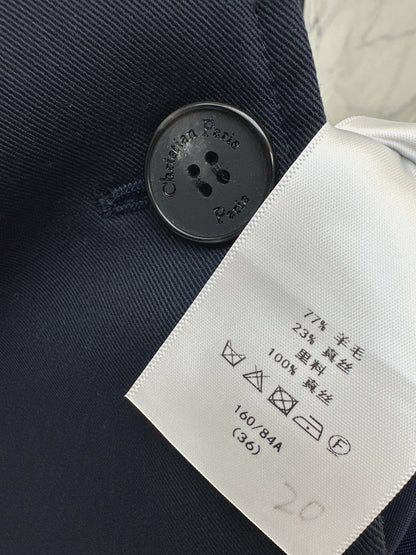 Christian Paris
Paris
77% 羊毛
23% 真丝
里料
100% 真丝
F
160/84A
(36)
20